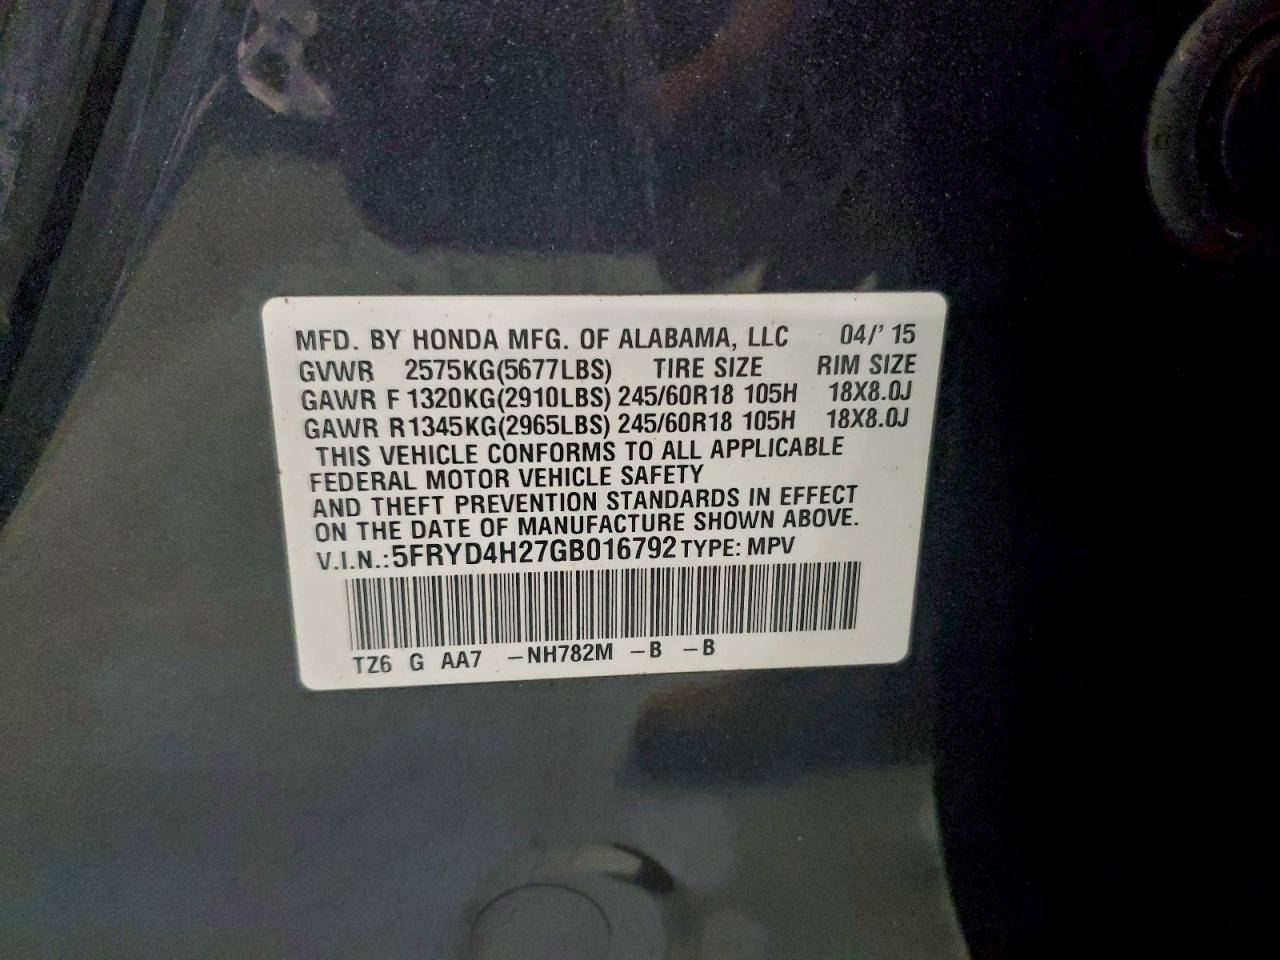 MFD. BY HONDA MFG. OF ALABAMA, LLC 04/' 15
GVWR 2575KG(5677LBS) TIRE SIZE RIM SIZE
GAWR F 1320KG(2910LBS) 245/60R18 105H 18X8.0J
GAWR R1345KG(2965LBS) 245/60R18 105H 18X8.0J
THIS VEHICLE CONFORMS TO ALL APPLICABLE
FEDERAL MOTOR VEHICLE SAFETY
AND THEFT PREVENTION STANDARDS IN EFFECT
ON THE DATE OF MANUFACTURE SHOWN ABOVE.
V.I.N.:5FRYD4H27GB016792 TYPE: MPV
TZ6 G AA7 –NH782M –B –B